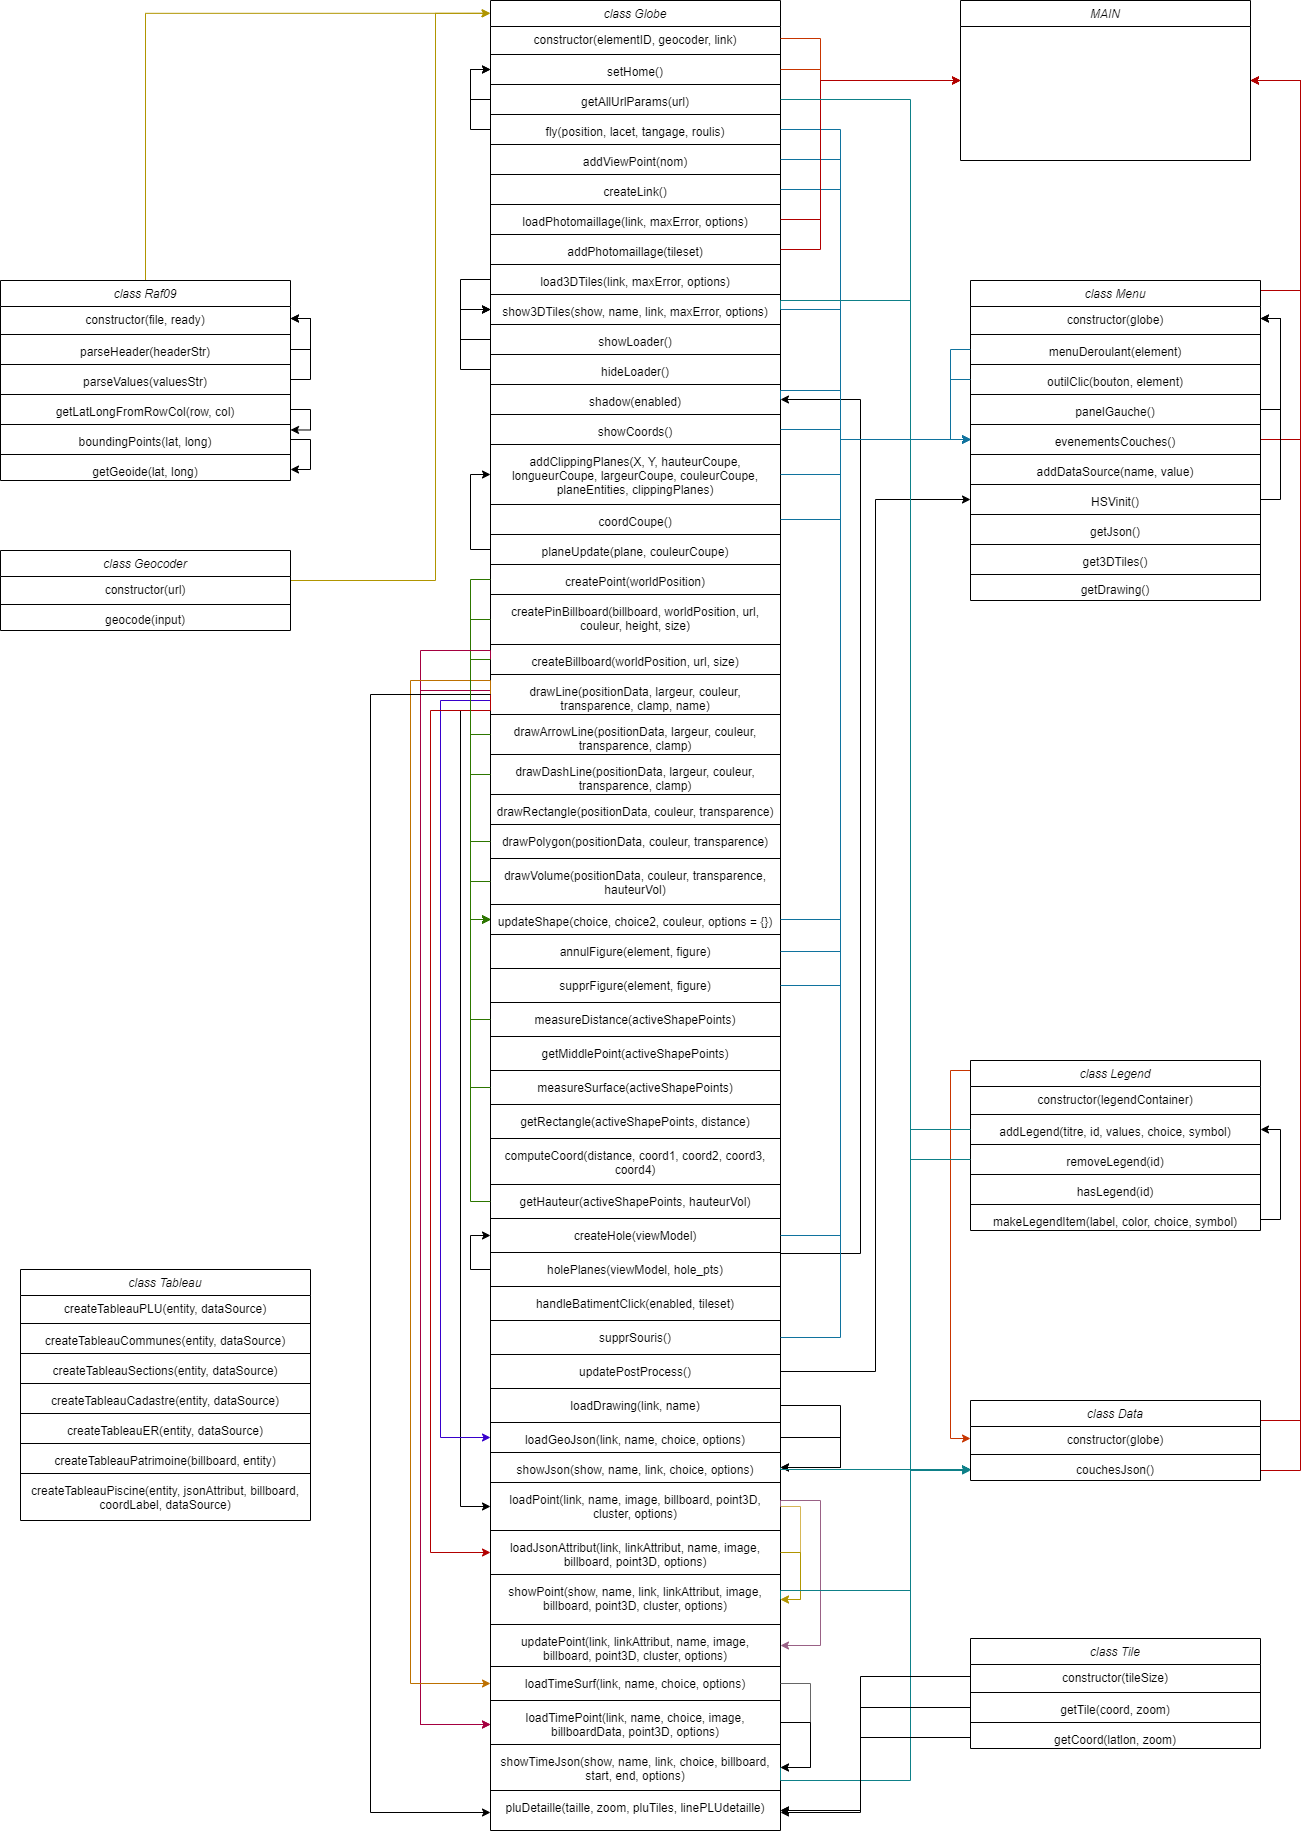 class Globe
constructor(elementID, geocoder, link)
setHome()
getAllUrlParams(url)
fly(position, lacet, tangage, roulis)
addViewPoint(nom)
createLink()
loadPhotomaillage(link, maxError, options)
addPhotomaillage(tileset)
load3DTiles(link, maxError, options)
show3DTiles(show, name, link, maxError, options)
showLoader()
hideLoader()
shadow(enabled)
showCoords()
addClippingPlanes(X, Y, hauteurCoupe,
longueurCoupe, largeurCoupe, couleurCoupe,
planeEntities, clippingPlanes)
coordCoupe()
planeUpdate(plane, couleurCoupe)
createPoint(worldPosition)
createPinBillboard(billboard, worldPosition, url,
couleur, height, size)
createBillboard(worldPosition, url, size)
drawLine(positionData, largeur, couleur,
transparence, clamp, name)
drawArrowLine(positionData, largeur, couleur,
transparence, clamp)
drawDashLine(positionData, largeur, couleur,
transparence, clamp)
drawRectangle(positionData, couleur, transparence)
drawPolygon(positionData, couleur, transparence)
drawVolume(positionData, couleur, transparence,
hauteurVol)
updateShape(choice, choice2, couleur, options = {})
annulFigure(element, figure)
supprFigure(element, figure)
measureDistance(activeShapePoints)
getMiddlePoint(activeShapePoints)
measureSurface(activeShapePoints)
getRectangle(activeShapePoints, distance)
computeCoord(distance, coord1, coord2, coord3,
coord4)
getHauteur(activeShapePoints, hauteurVol)
createHole(viewModel)
holePlanes(viewModel, hole_pts)
handleBatimentClick(enabled, tileset)
supprSouris()
updatePostProcess()
loadDrawing(link, name)
loadGeoJson(link, name, choice, options)
showJson(show, name, link, choice, options)
loadPoint(link, name, image, billboard, point3D,
cluster, options)
loadJsonAttribut(link, linkAttribut, name, image,
billboard, point3D, options)
showPoint(show, name, link, linkAttribut, image,
billboard, point3D, cluster, options)
updatePoint(link, linkAttribut, name, image,
billboard, point3D, cluster, options)
loadTimeSurf(link, name, choice, options)
loadTimePoint(link, name, choice, image,
billboardData, point3D, options)
showTimeJson(show, name, link, choice, billboard,
start, end, options)
pluDetaille(taille, zoom, pluTiles, linePLUdetaille)
MAIN
class Raf09
constructor(file, ready)
parseHeader(headerStr)
parseValues(valuesStr)
getLatLongFromRowCol(row, col)
boundingPoints(lat, long)
getGeoide(lat, long)
class Geocoder
constructor(url)
geocode(input)
class Tableau
createTableauPLU(entity, dataSource)
createTableauCommunes(entity, dataSource)
createTableauSections(entity, dataSource)
createTableauCadastre(entity, dataSource)
createTableauER(entity, dataSource)
createTableauPatrimoine(billboard, entity)
createTableauPiscine(entity, jsonAttribut, billboard,
coordLabel, dataSource)
class Menu
constructor(globe)
menuDeroulant(element)
outilClic(bouton, element)
panelGauche()
evenementsCouches()
addDataSource(name, value)
HSVinit()
getJson()
get3DTiles()
getDrawing()
class Legend
constructor(legendContainer)
addLegend(titre, id, values, choice, symbol)
removeLegend(id)
hasLegend(id)
makeLegendItem(label, color, choice, symbol)
class Data
constructor(globe)
couchesJson()
class Tile
constructor(tileSize)
getTile(coord, zoom)
getCoord(latlon, zoom)